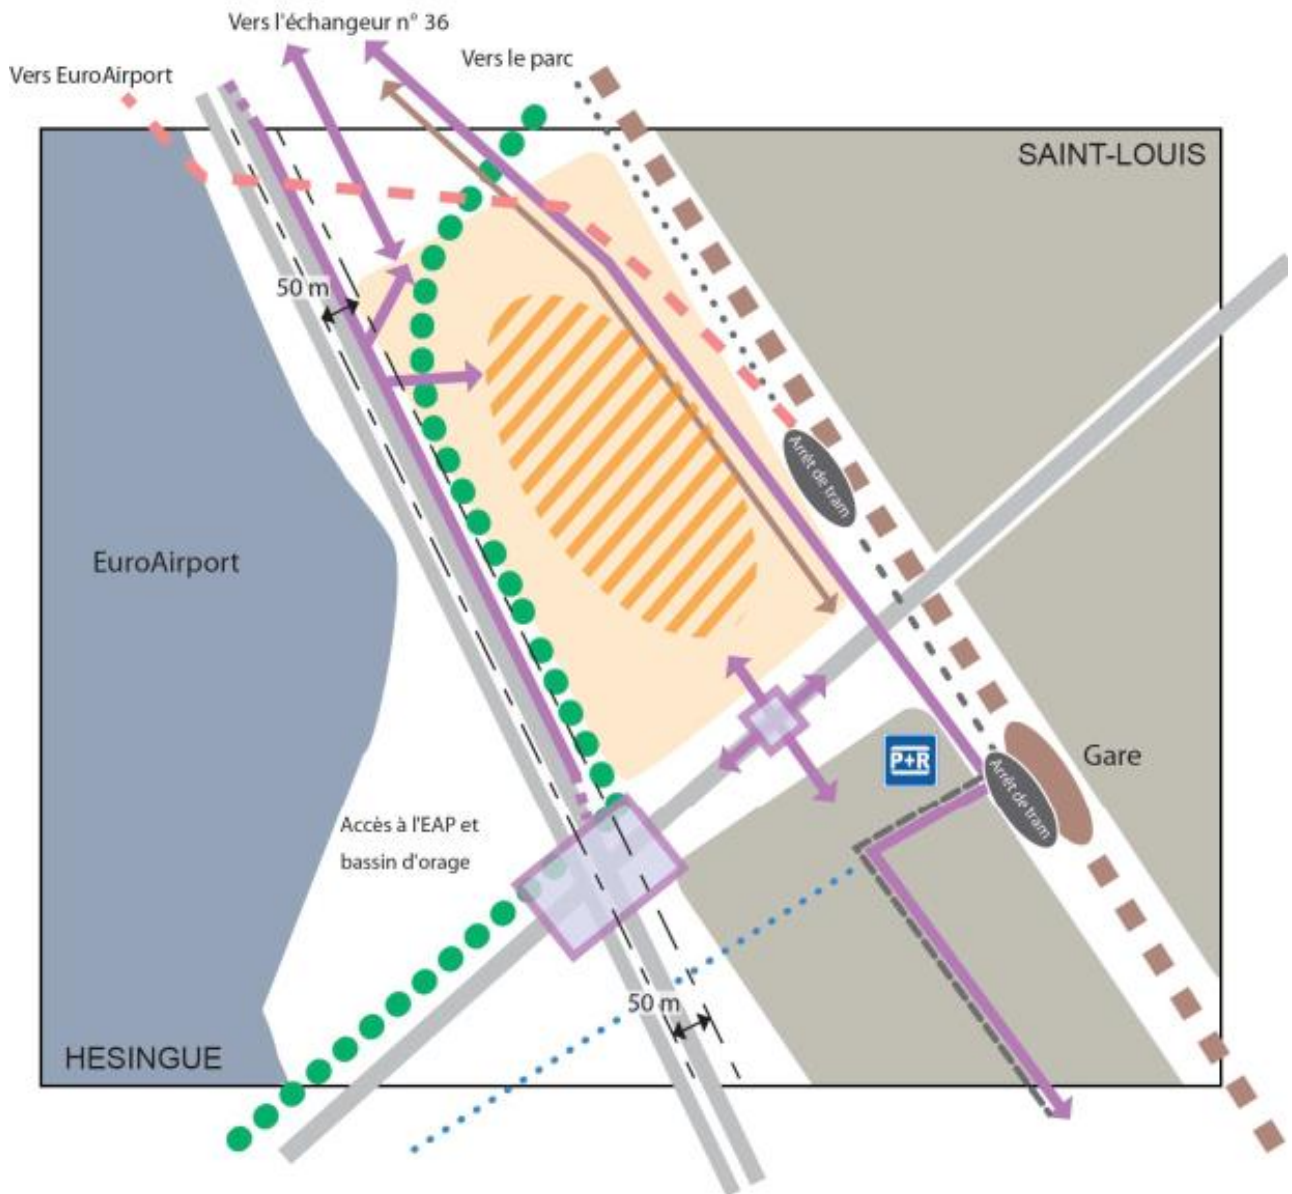 Vers l'échangeur n° 36
Vers le parc
Vers EuroAirport
SAINT-LOUIS
50 m
Arrêt de tram
EuroAirport
Gare
P+R
Arrêt de tram
Accès à l'EAP et
bassin d'orage
50 m
HESINGUE